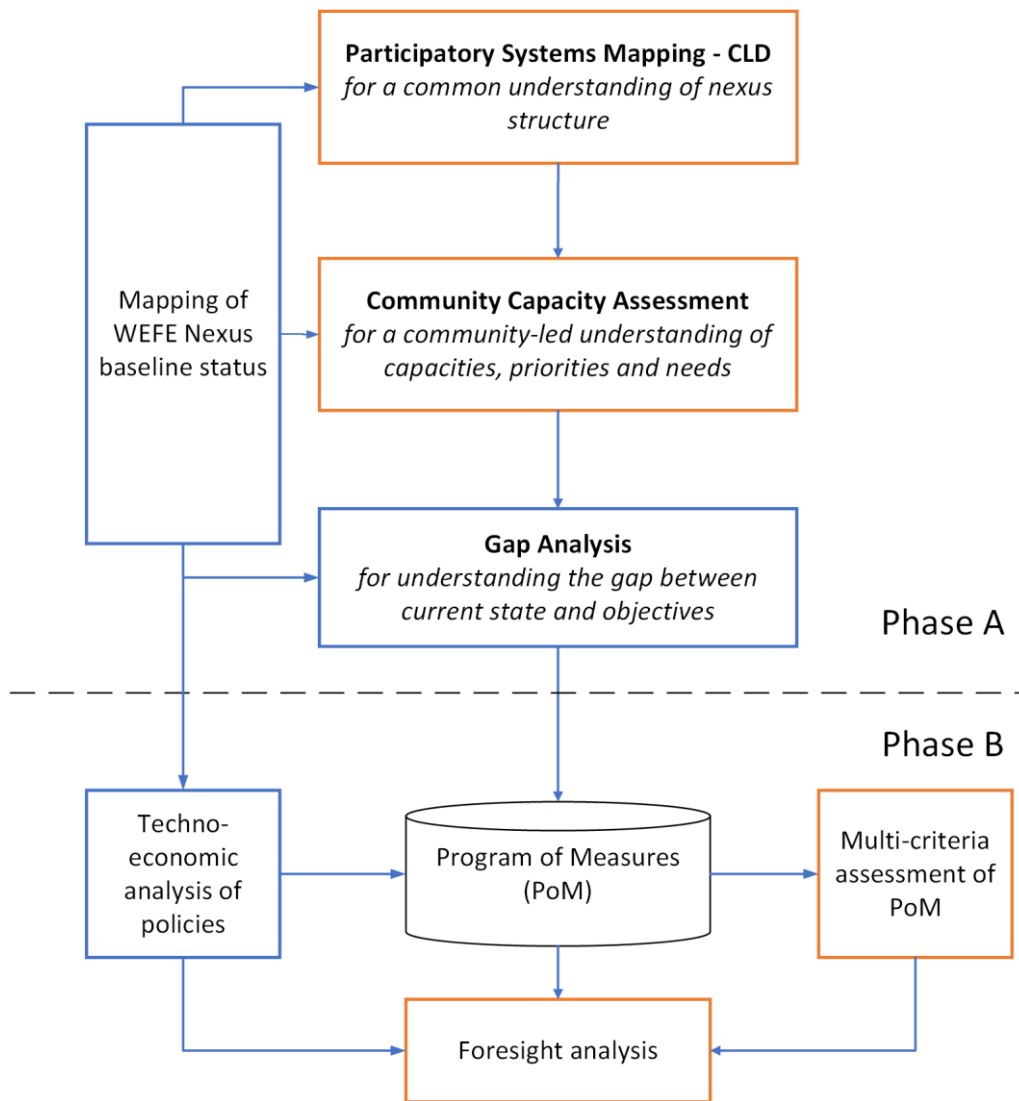 Participatory Systems Mapping - CLD
for a common understanding of nexus
structure
Mapping of
WEFE Nexus
baseline status
Community Capacity Assessment
for a community-led understanding of
capacities, priorities and needs
Gap Analysis
for understanding the gap between
current state and objectives
Phase A
Phase B
Techno-
economic
analysis of
policies
Program of Measures
(PoM)
Multi-criteria
assessment of
PoM
Foresight analysis